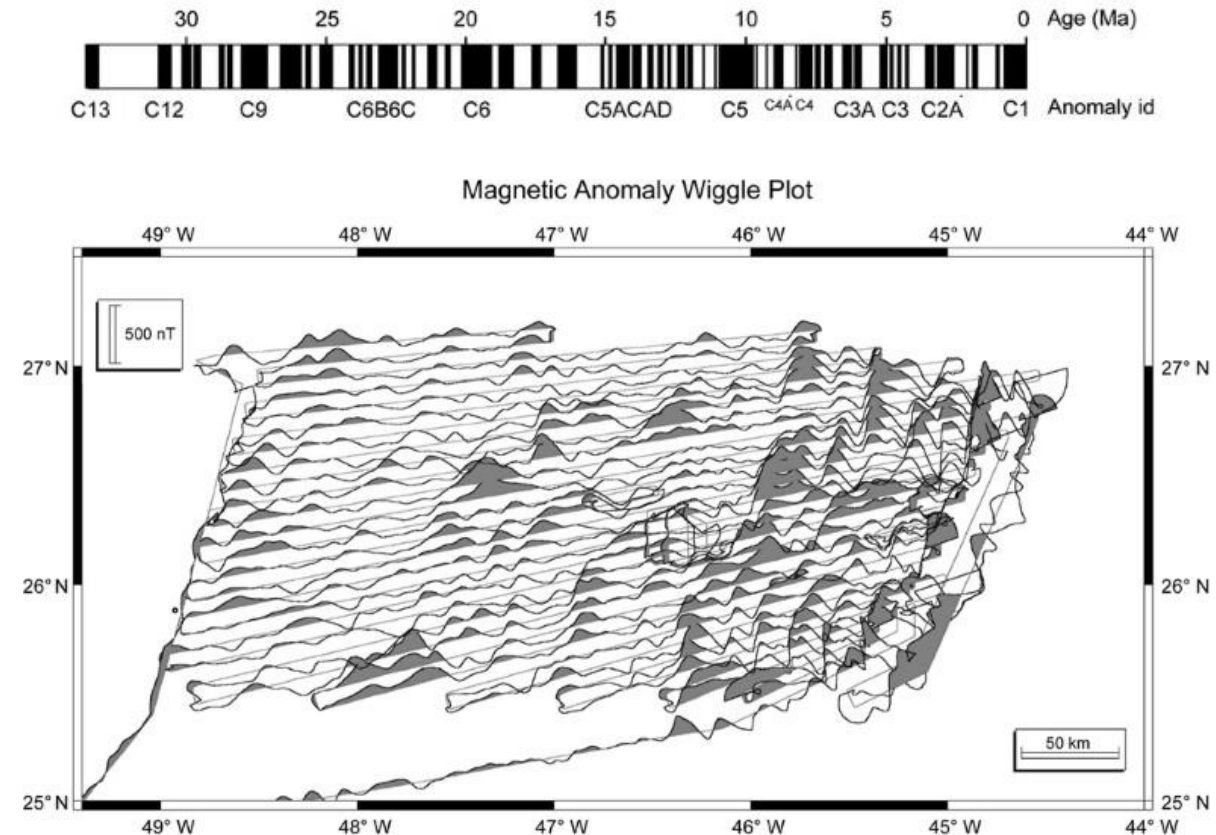 30 25 20 15 10 5 0 Age (Ma)
C13 C12 C9 C6B6C C6 C5ACAD C5 C4A C4 C3A C3 C2A C1 Anomaly id
Magnetic Anomaly Wiggle Plot
49° W 48° W 47° W 46° W 45° W 44° W
500 nT
27° N 27° N
26° N 26° N
50 km
25° N 25° N
49° W 48° W 47° W 46° W 45° W 44° W